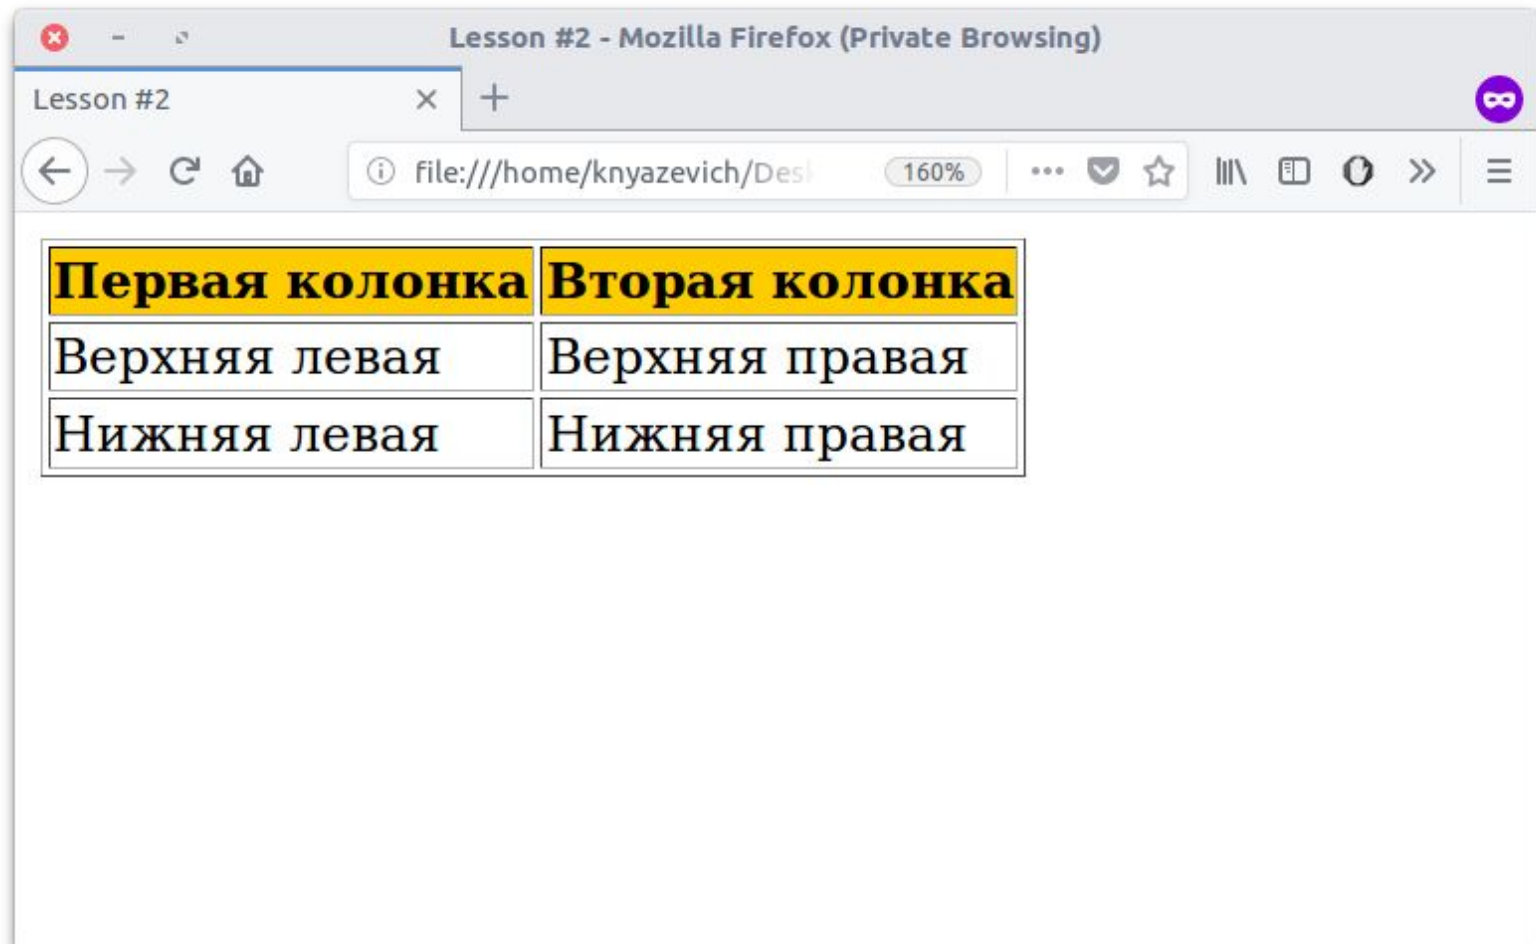 Lesson #2 - Mozilla Firefox (Private Browsing)
Lesson #2
file:///home/knyazevich/Des
160%
Первая колонка Вторая колонка
Верхняя левая Верхняя правая
Нижняя левая Нижняя правая